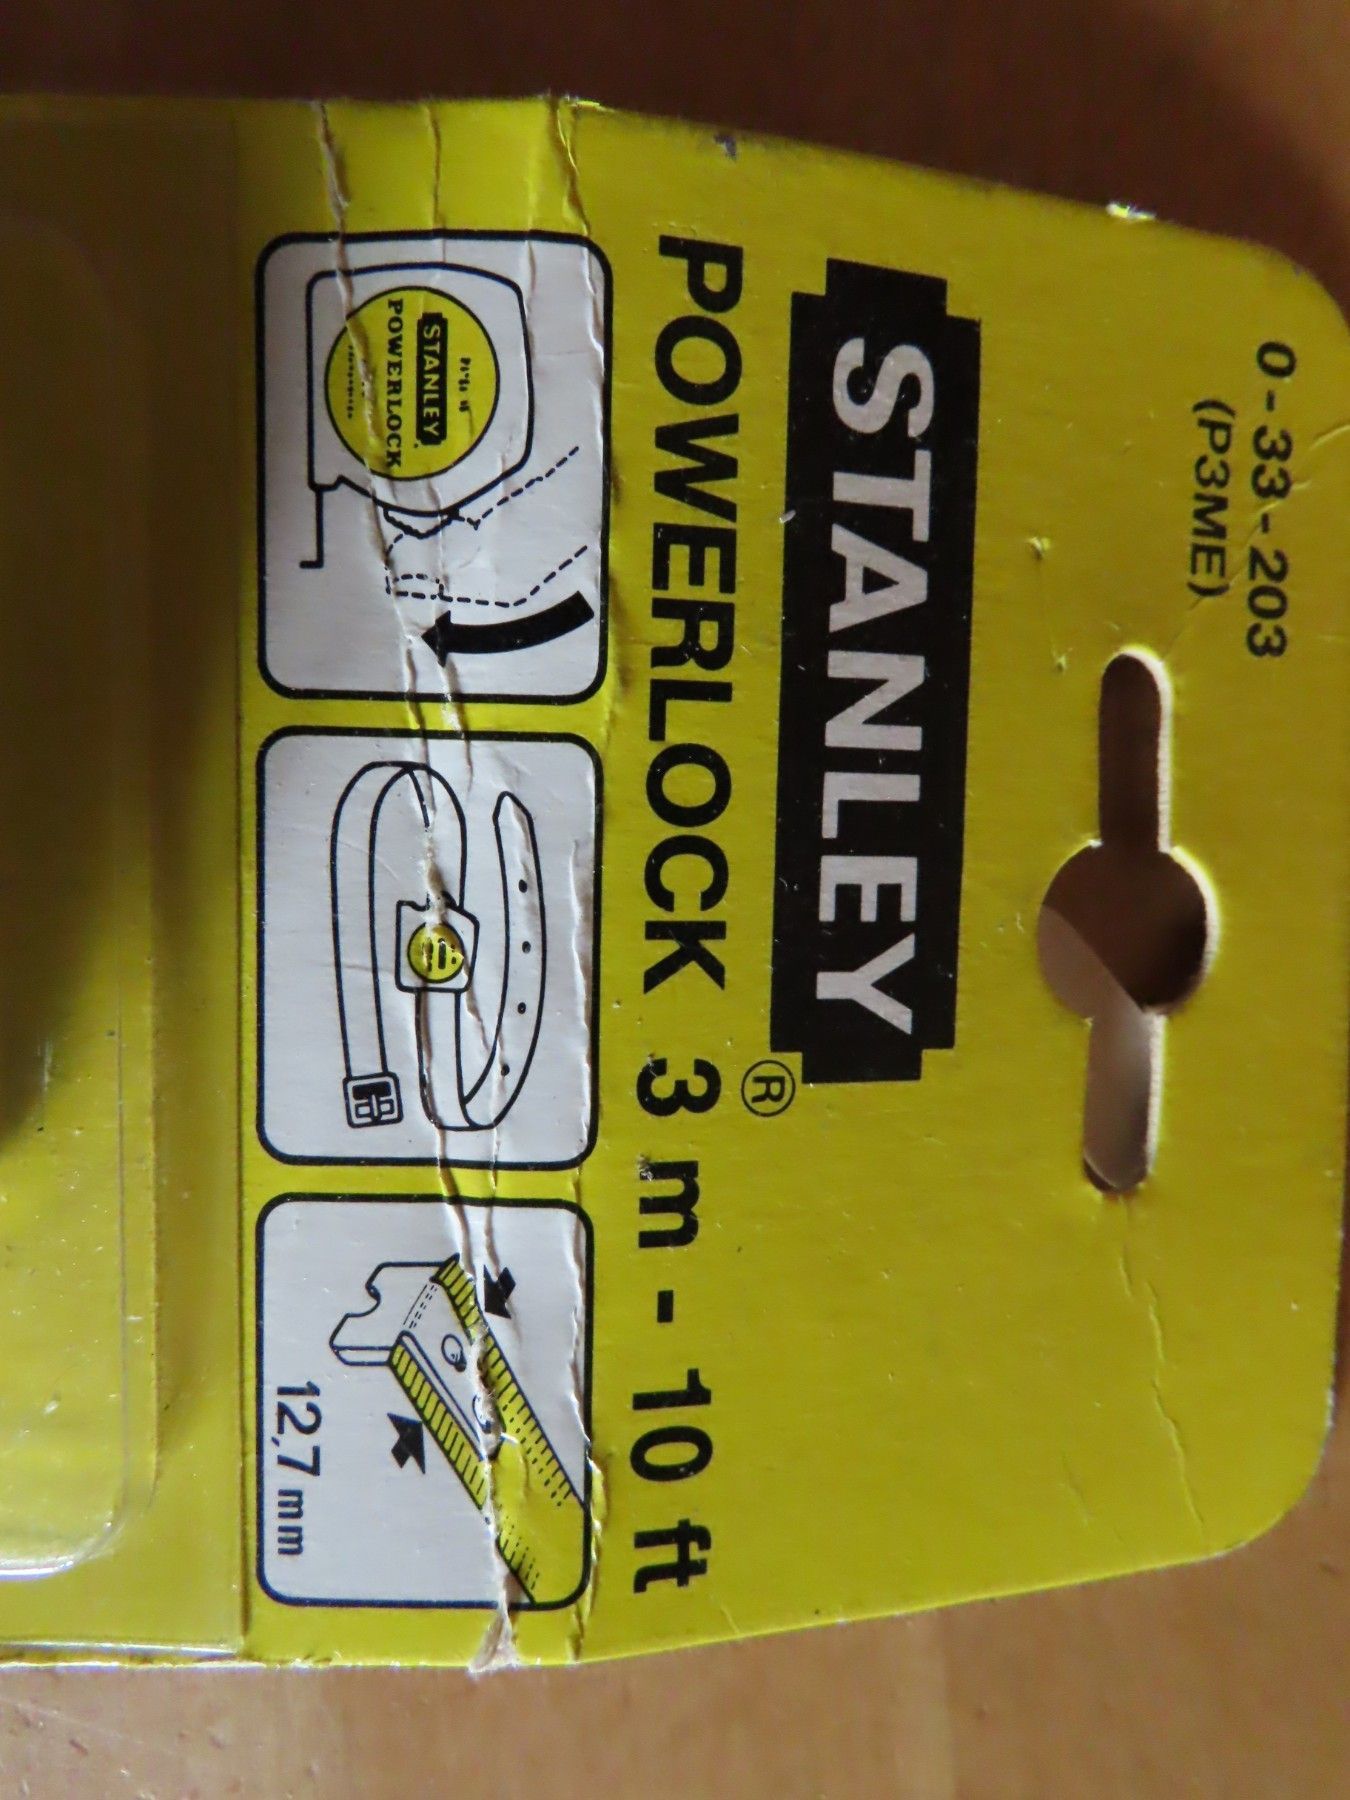 0-33-203
(P3ME)
STANLEY
®
POWERLOCK 3 m - 10 ft
STANLEY
POWERLOCK
12,7 mm